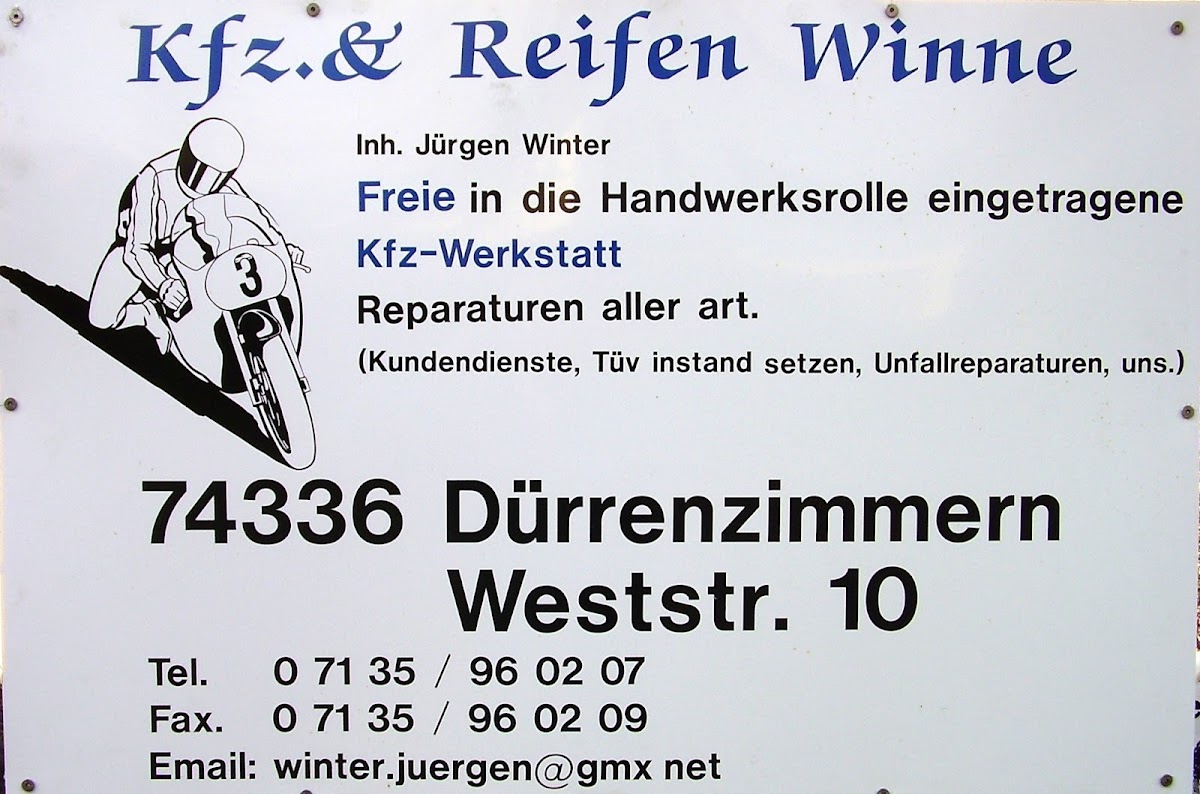 Kfz.& Reifen Winne
Inh. Jürgen Winter
Freie in die Handwerksrolle eingetragene
Kfz-Werkstatt
Reparaturen aller art.
(Kundendienste, Tüv instand setzen, Unfallreparaturen, uns.)
3
74336 Dürrenzimmern
Weststr. 10
Tel. 0 71 35 / 96 02 07
Fax. 0 71 35 / 96 02 09
Email: winter.juergen@gmx net